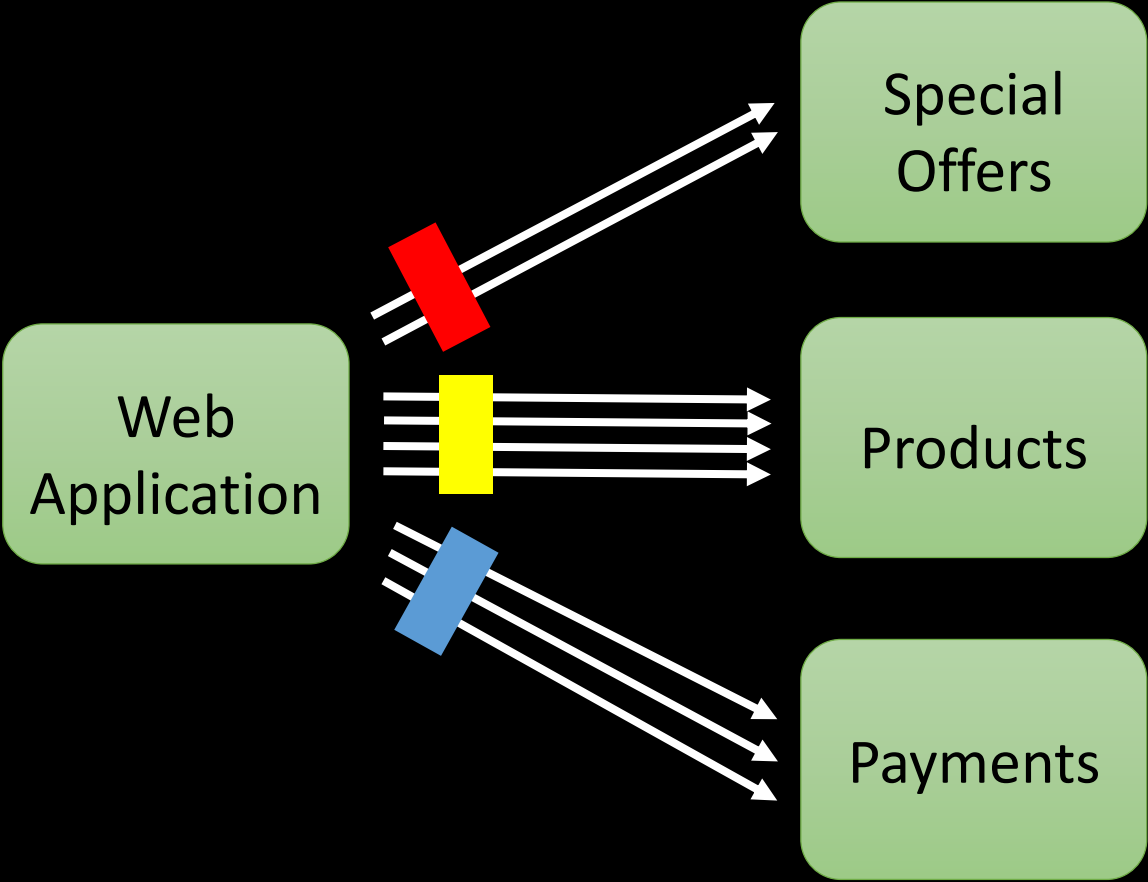 Special
Offers
Web
Application
Products
Payments